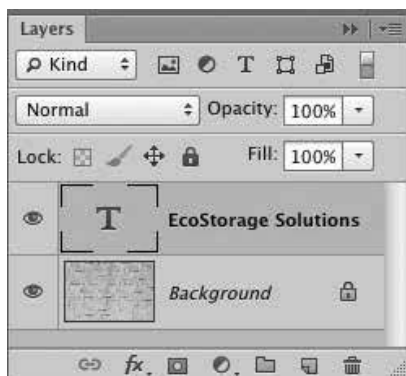 Layers
Kind
Normal Opacity: 100%
Lock: Fill: 100%
T EcoStorage Solutions
Background
fx